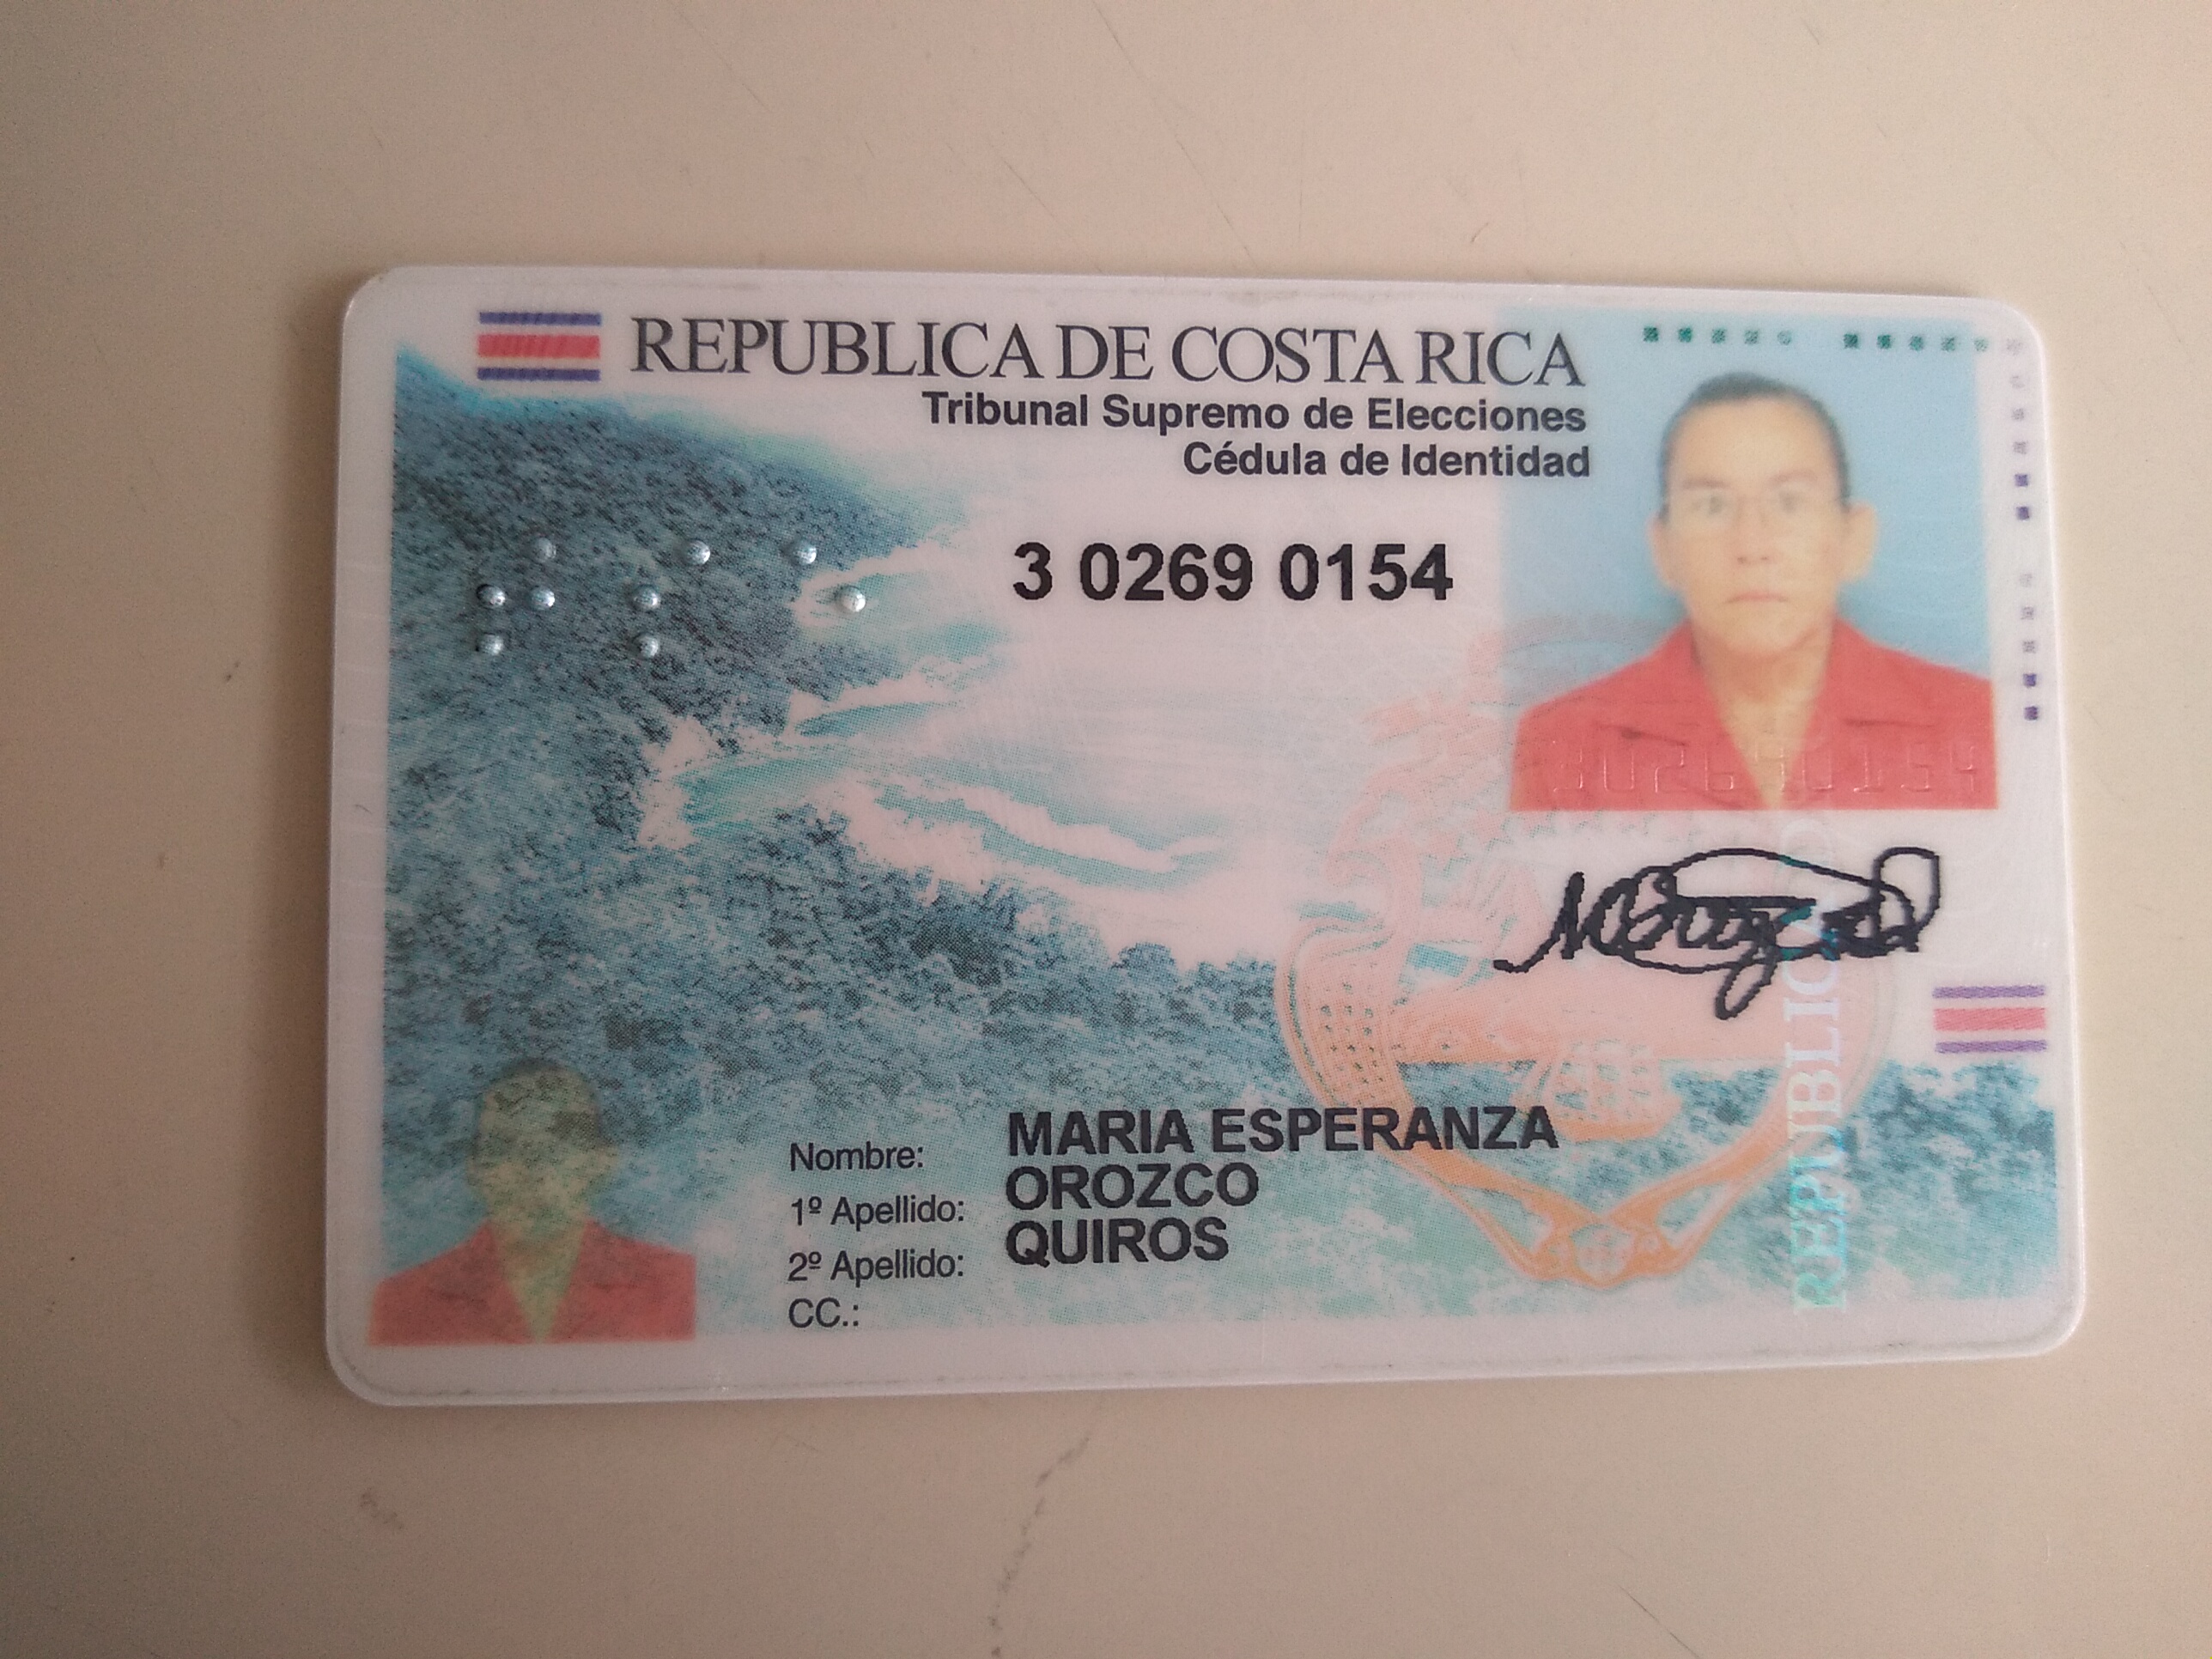 REPUBLICA DE COSTA RICA
Tribunal Supremo de Elecciones
Cédula de Identidad
3 0269 0154
302690154
Nombre: MARIA ESPERANZA
1º Apellido: OROZCO
2º Apellido: QUIROS
CC.:
REPUBLICA